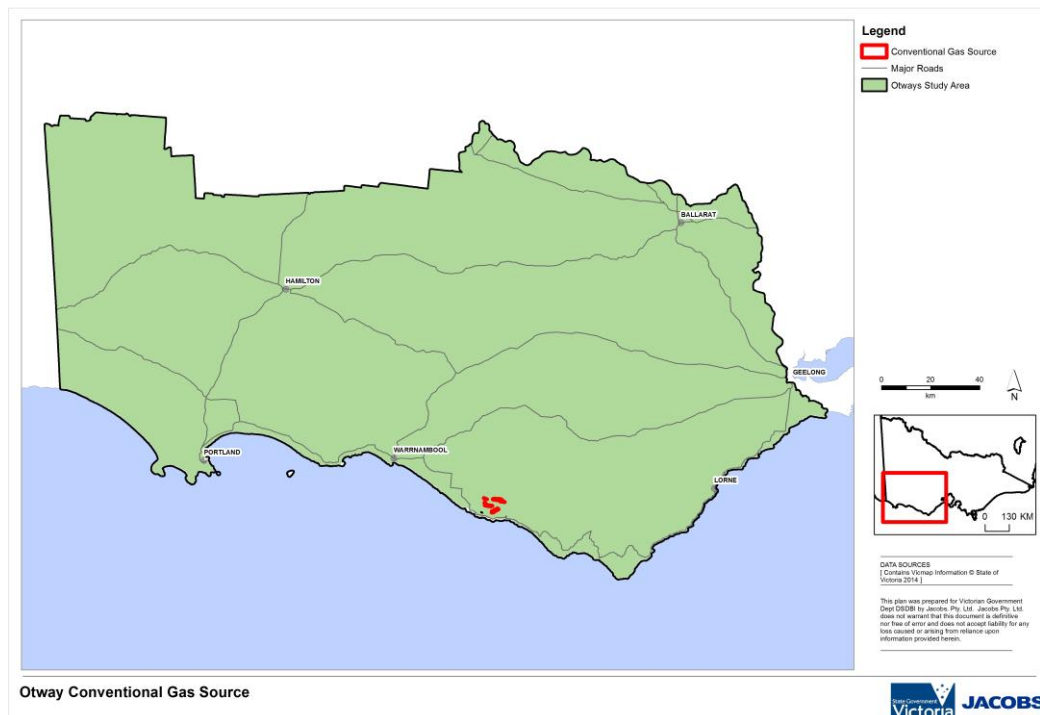 Legend
Conventional Gas Source
Major Roads
Otways Study Area
BALLARAT
HAMILTON
GEELONG
0 20 40
km
N
PORTLAND
WARRNAMBOOL
LORNE
0 130 KM
DATA SOURCES
[ Contains Vicmap Information © State of
Victoria 2014 ]
This plan was prepared for Victorian Government
Dept DSDBI by Jacobs. Pty. Ltd. Jacobs Pty. Ltd.
does not warrant that this document is definitive
nor free of error and does not accept liability for any
loss caused or arising from reliance upon
information provided herein.
Otway Conventional Gas Source
State Government
Victoria
JACOBS